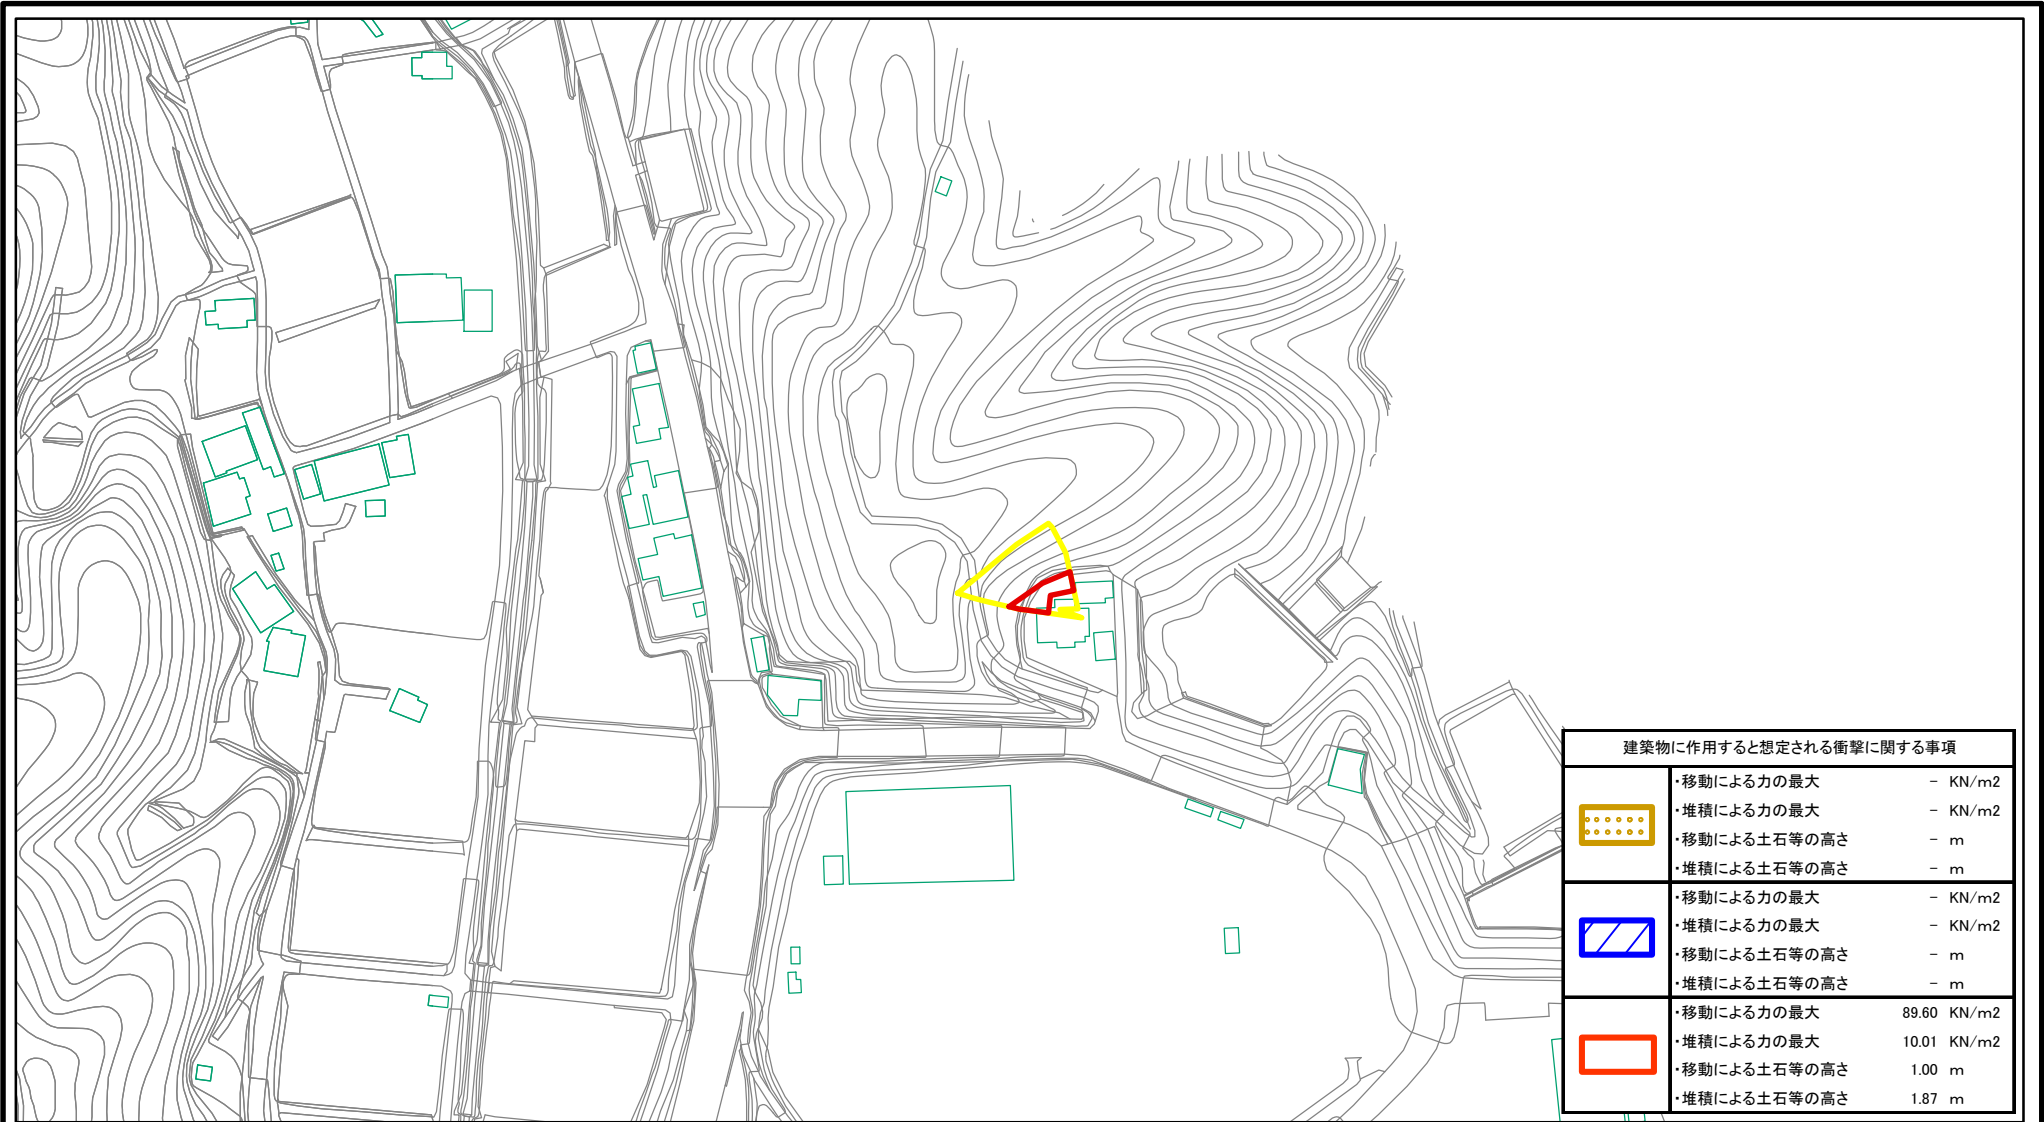 建築物に作用すると想定される衝撃に関する事項
・移動による力の最大 − KN/m2
・堆積による力の最大 − KN/m2
・移動による土石等の高さ − m
・堆積による土石等の高さ − m
・移動による力の最大 − KN/m2
・堆積による力の最大 − KN/m2
・移動による土石等の高さ − m
・堆積による土石等の高さ − m
・移動による力の最大 89.60 KN/m2
・堆積による力の最大 10.01 KN/m2
・移動による土石等の高さ 1.00 m
・堆積による土石等の高さ 1.87 m